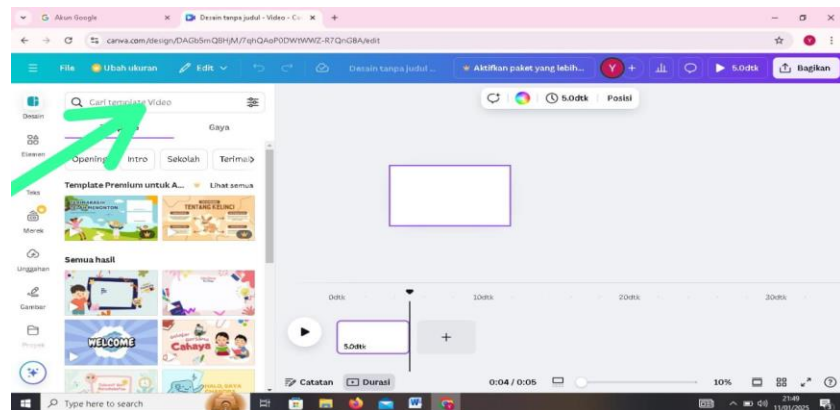 Akun Google
Desain tanpa judul - Video - Ca
canva.com/design/DAGbSmQBHjM/7qhQAoP0DWtWWZ-R7QnGBA/edit
File
Ubah ukuran
Edit
Desain tanpa judul ...
Aktifkan paket yang lebih...
Y
5.0dtk
Bagikan
Desain
Elemen
Teks
Merek
Unggahan
Gambar
Proyek
Cari template Video
Gaya
Opening
Intro
Sekolah
Terima
Template Premium untuk A...
Lihat semua
TENTANG KELINCI
Semua hasil
WELCOME
Cahaya
5.0dtk
Posisi
0dtk
10dtk
20dtk
30dtk
5.0dtk
Catatan
Durasi
0:04 / 0:05
10%
Type here to search
21:49
11/01/2025